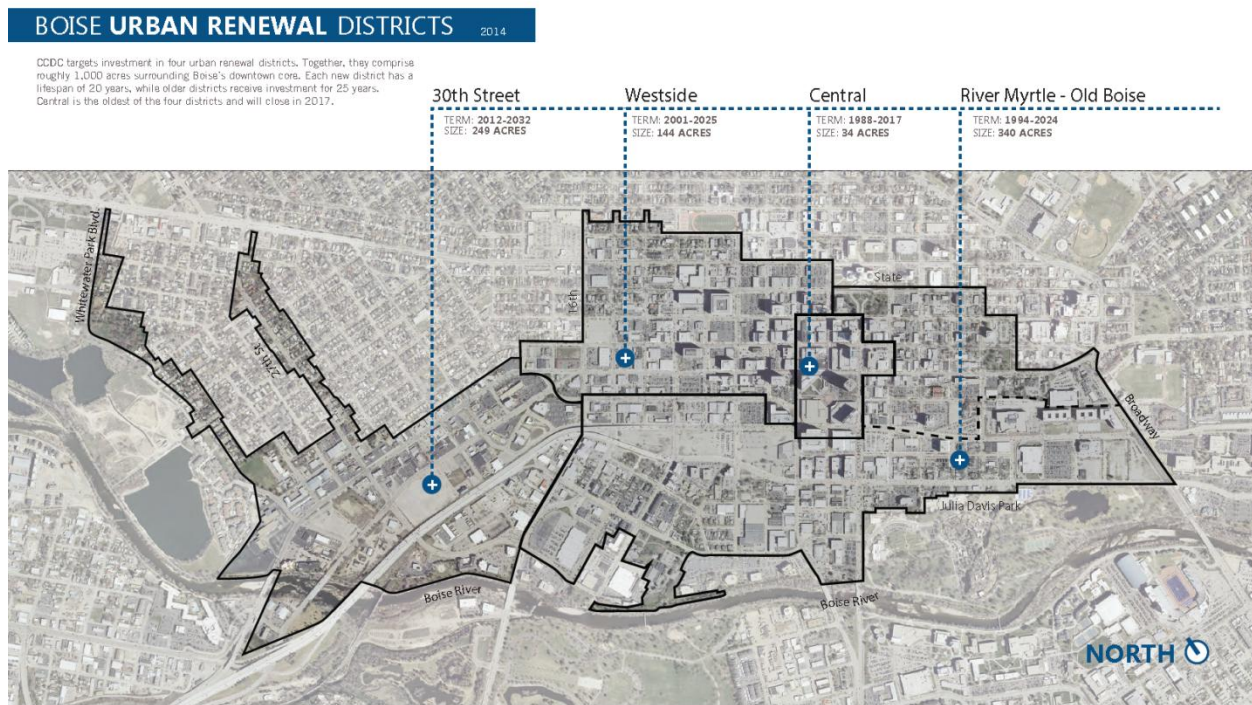 BOISE URBAN RENEWAL DISTRICTS 2014
CCDC targets investment in four urban renewal districts. Together, they comprise
roughly 1,000 acres surrounding Boise's downtown core. Each new district has a
lifespan of 20 years, while older districts receive investment for 25 years.
Central is the oldest of the four districts and will close in 2017.
30th Street
TERM: 2012-2032
SIZE: 249 ACRES
Westside
TERM: 2001-2025
SIZE: 144 ACRES
Central
TERM: 1988-2017
SIZE: 34 ACRES
River Myrtle - Old Boise
TERM: 1994-2024
SIZE: 340 ACRES
Whitewater Park Blvd.
27th St.
16th
State
Broadway
Julia Davis Park
Boise River
Boise River
NORTH